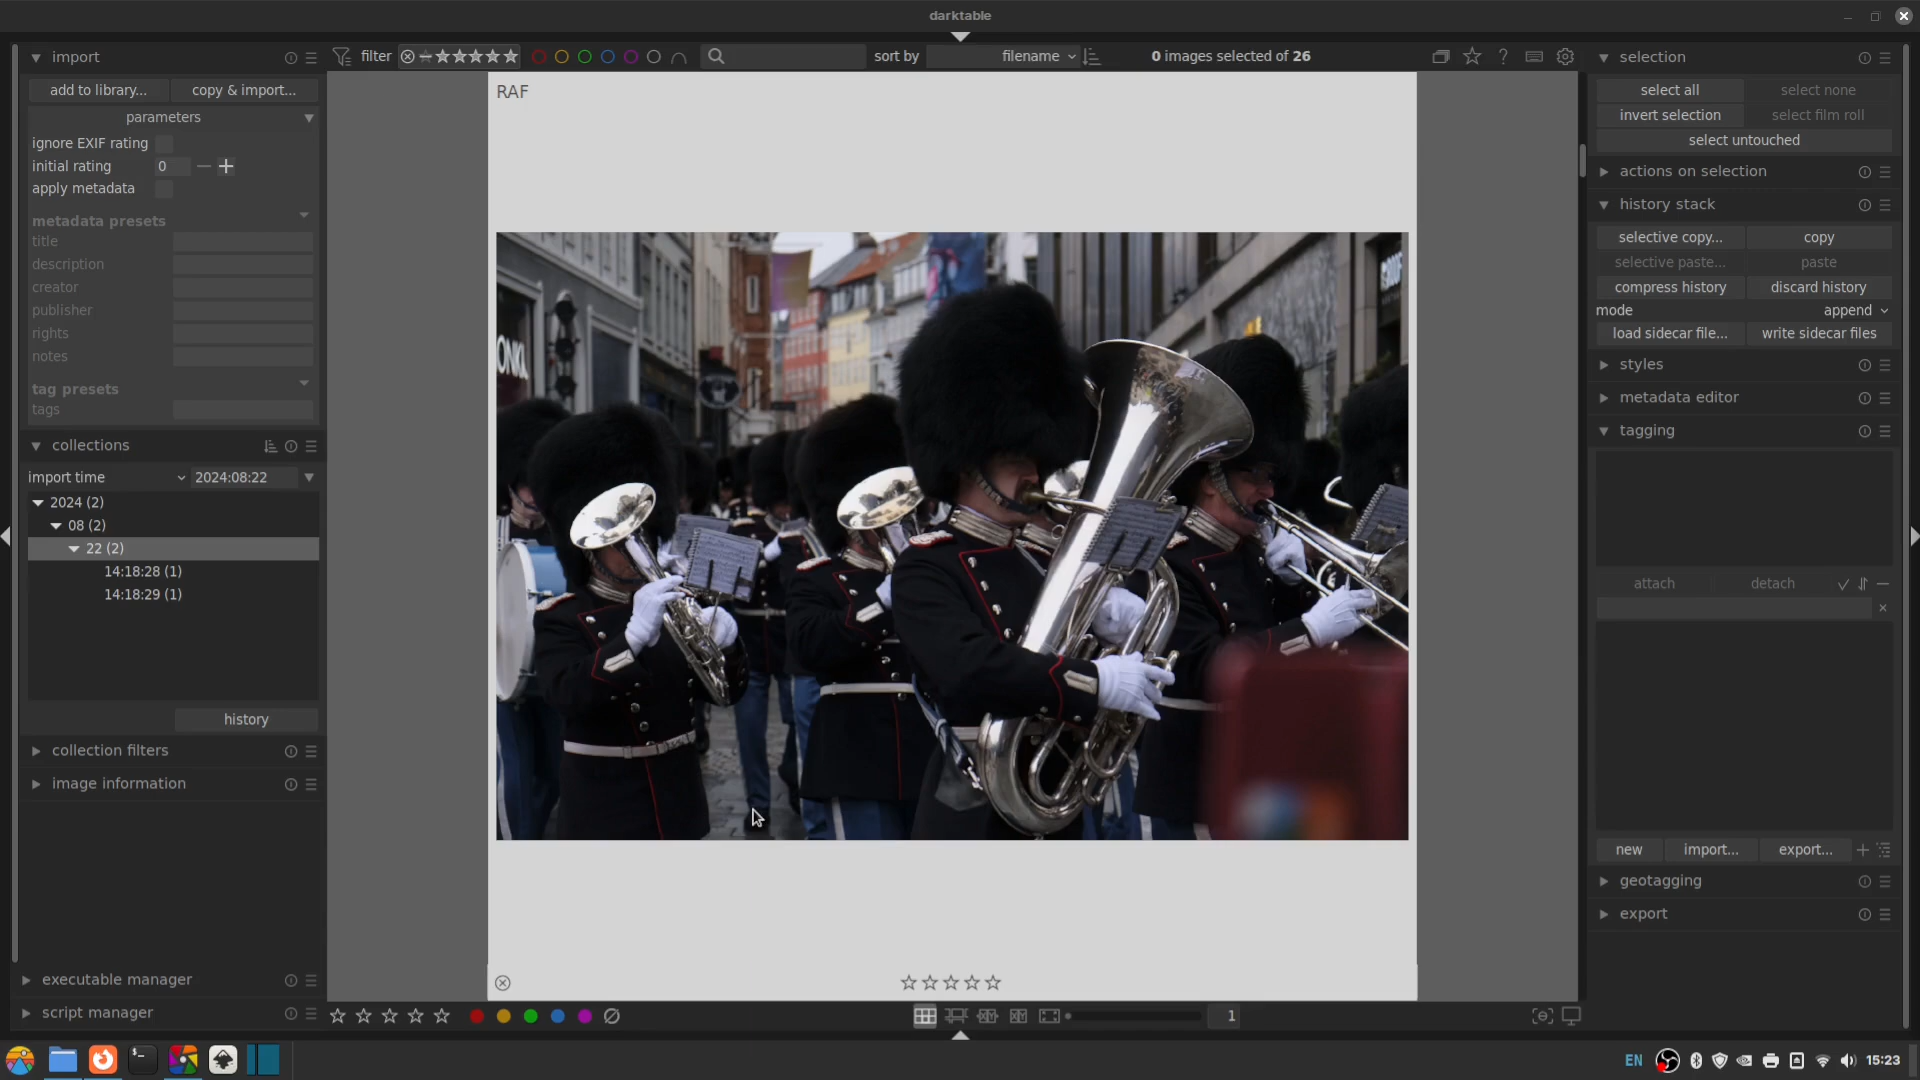 darktable
import
filter
sort by
filename
0 images selected of 26
?
selection
add to library...
copy & import...
parameters
ignore EXIF rating
initial rating
0
apply metadata
metadata presets
title
description
creator
publisher
rights
notes
tag presets
tags
collections
import time
2024:08:22
2024 (2)
08 (2)
22 (2)
14:18:28 (1)
14:18:29 (1)
history
collection filters
image information
executable manager
script manager
RAF
1
select all
select none
invert selection
select film roll
select untouched
actions on selection
history stack
selective copy...
copy
selective paste...
paste
compress history
discard history
mode
append
load sidecar file...
write sidecar files
styles
metadata editor
tagging
attach
detach
new
import...
export...
geotagging
export
EN
15:23